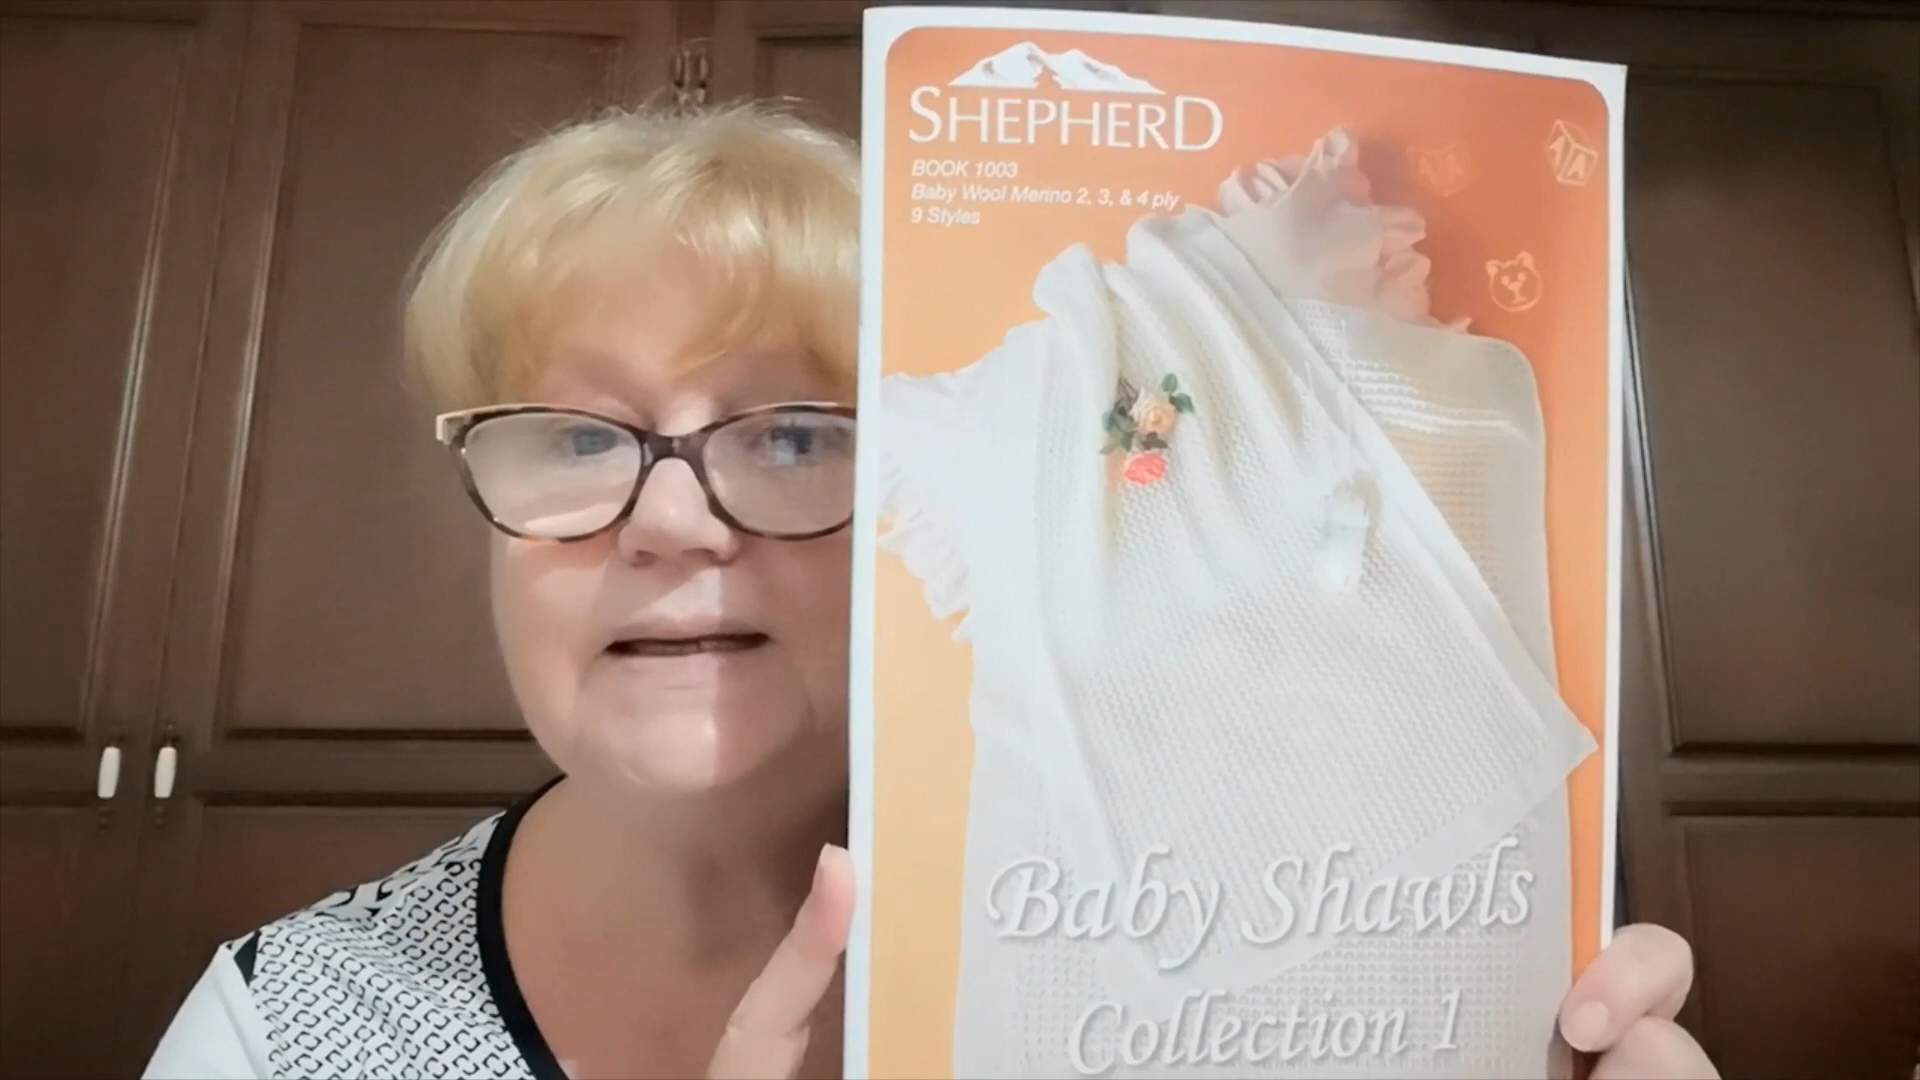 SHEPHERD
BOOK 1003
Baby Wool Merino 2, 3, & 4 ply
9 Styles
Baby Shawls
Collection 1